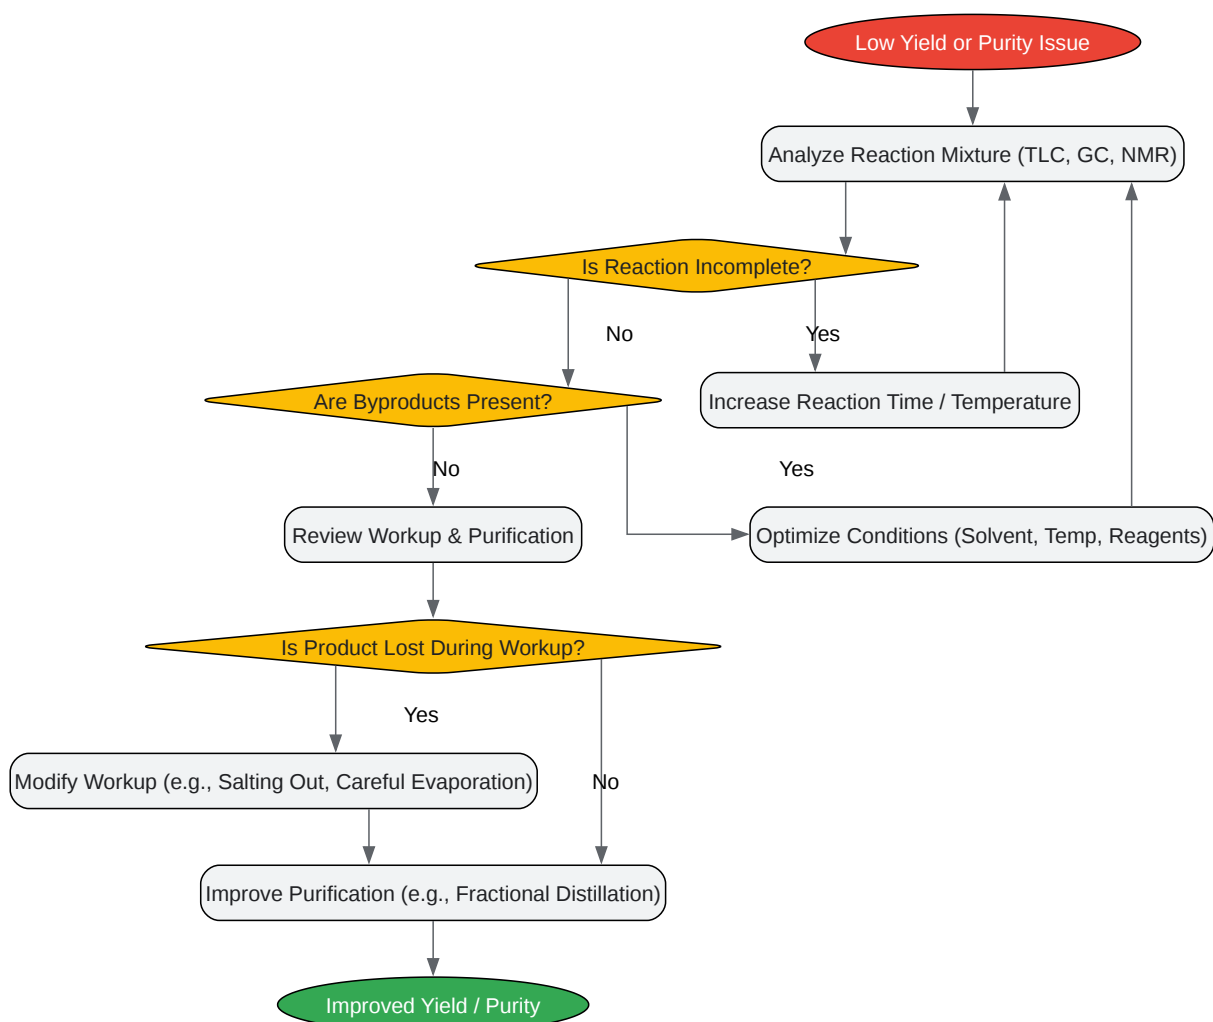 Low Yield or Purity Issue
Analyze Reaction Mixture (TLC, GC, NMR)
Is Reaction Incomplete?
No
Yes
Are Byproducts Present?
Increase Reaction Time / Temperature
No
Yes
Review Workup & Purification
Optimize Conditions (Solvent, Temp, Reagents)
Is Product Lost During Workup?
Yes
Modify Workup (e.g., Salting Out, Careful Evaporation)
No
Improve Purification (e.g., Fractional Distillation)
Improved Yield / Purity